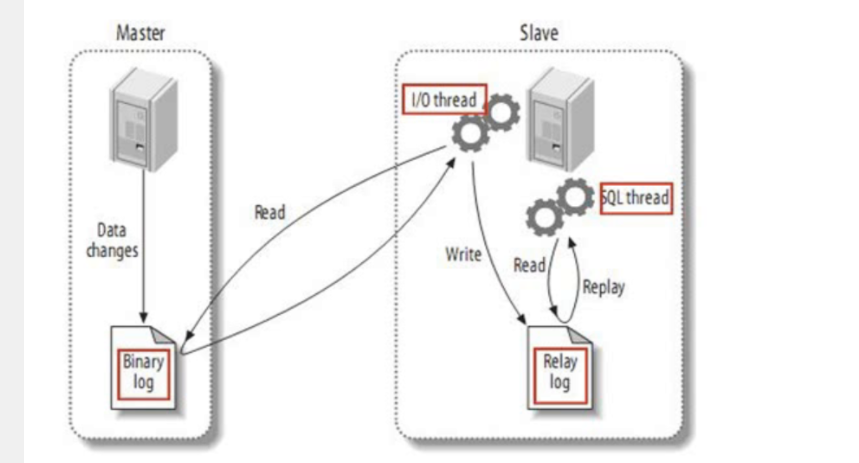 Master
Slave
I/O thread
SQL thread
Read
Data
changes
Write
Read
Replay
Binary
log
Relay
log